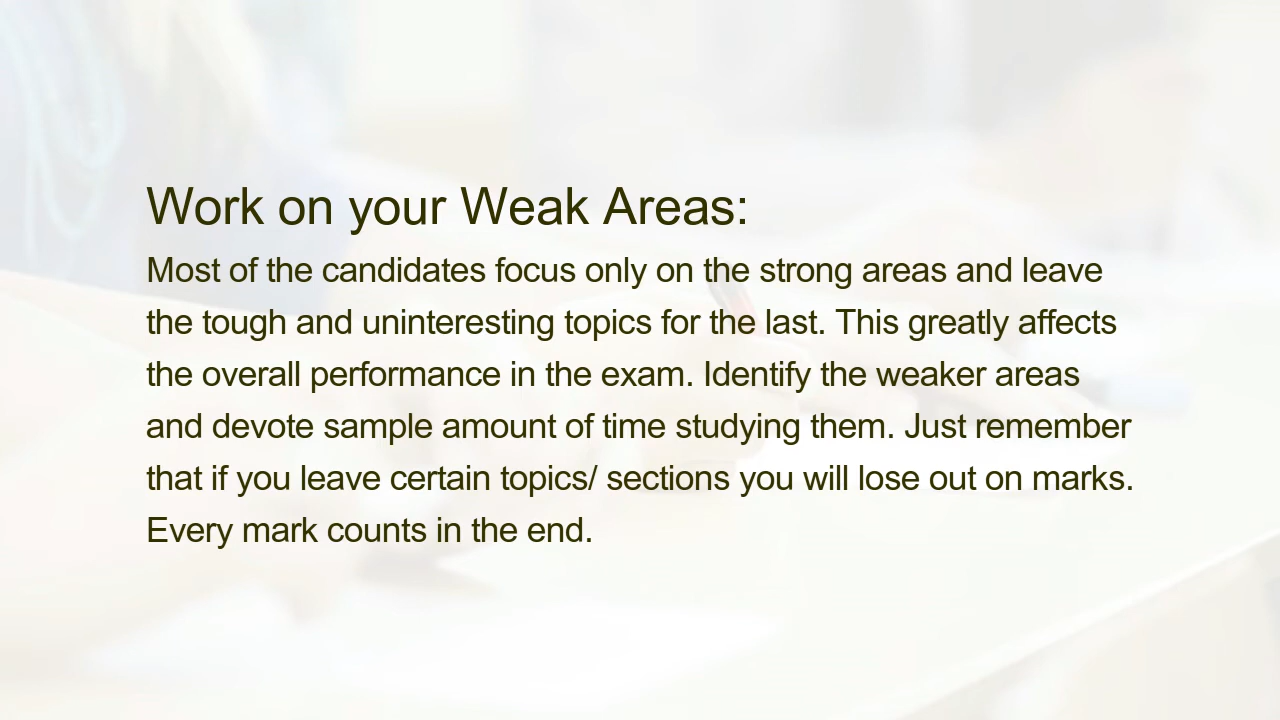 Work on your Weak Areas:
Most of the candidates focus only on the strong areas and leave
the tough and uninteresting topics for the last. This greatly affects
the overall performance in the exam. Identify the weaker areas
and devote sample amount of time studying them. Just remember
that if you leave certain topics/ sections you will lose out on marks.
Every mark counts in the end.